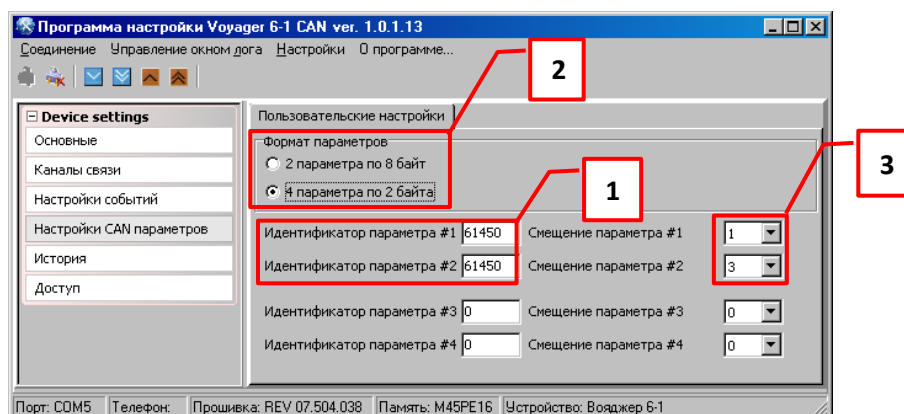 Программа настройки Voyager 6-1 CAN ver. 1.0.1.13
Соединение Управление окном лога Настройки О программе...
2
Device settings
Основные
Каналы связи
Настройки событий
Настройки CAN параметров
История
Доступ
Пользовательские настройки
Формат параметров
2 параметра по 8 байт
4 параметра по 2 байта
1
3
Идентификатор параметра #1 61450 Смещение параметра #1 1
Идентификатор параметра #2 61450 Смещение параметра #2 3
Идентификатор параметра #3 0 Смещение параметра #3 0
Идентификатор параметра #4 0 Смещение параметра #4 0
Порт: COM5 Телефон: Прошивка: REV 07.504.038 Память: M45PE16 Устройство: Вояджер 6-1